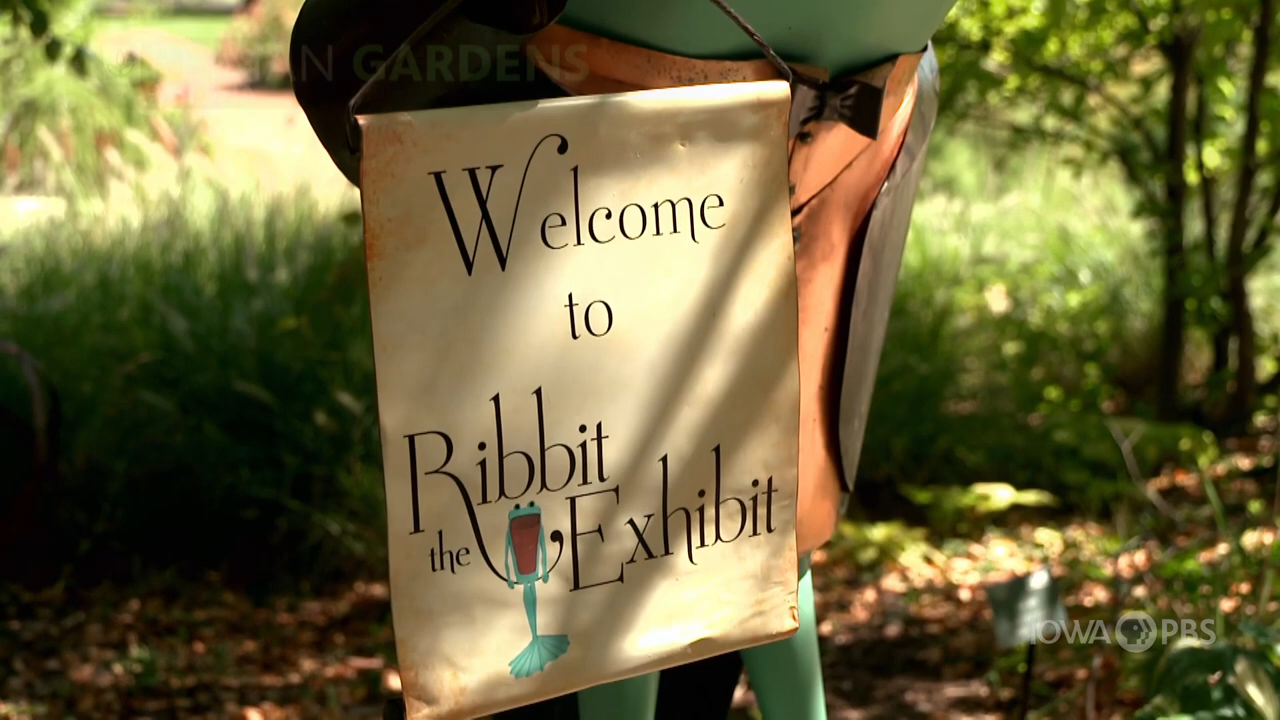 GARDENS
Welcome
to
Ribbit
the Exhibit
IOWA PBS